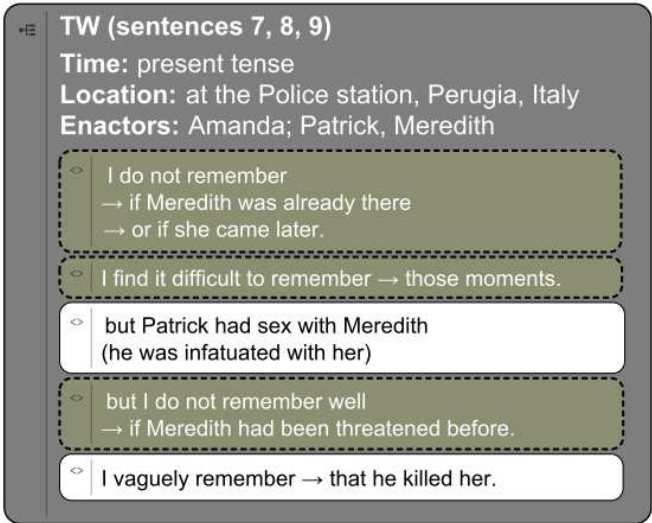 TW (sentences 7, 8, 9)
Time: present tense
Location: at the Police station, Perugia, Italy
Enactors: Amanda; Patrick, Meredith
<> I do not remember
→ if Meredith was already there
→ or if she came later.
<> I find it difficult to remember → those moments.
<> but Patrick had sex with Meredith
(he was infatuated with her)
<> but I do not remember well
→ if Meredith had been threatened before.
<> I vaguely remember → that he killed her.